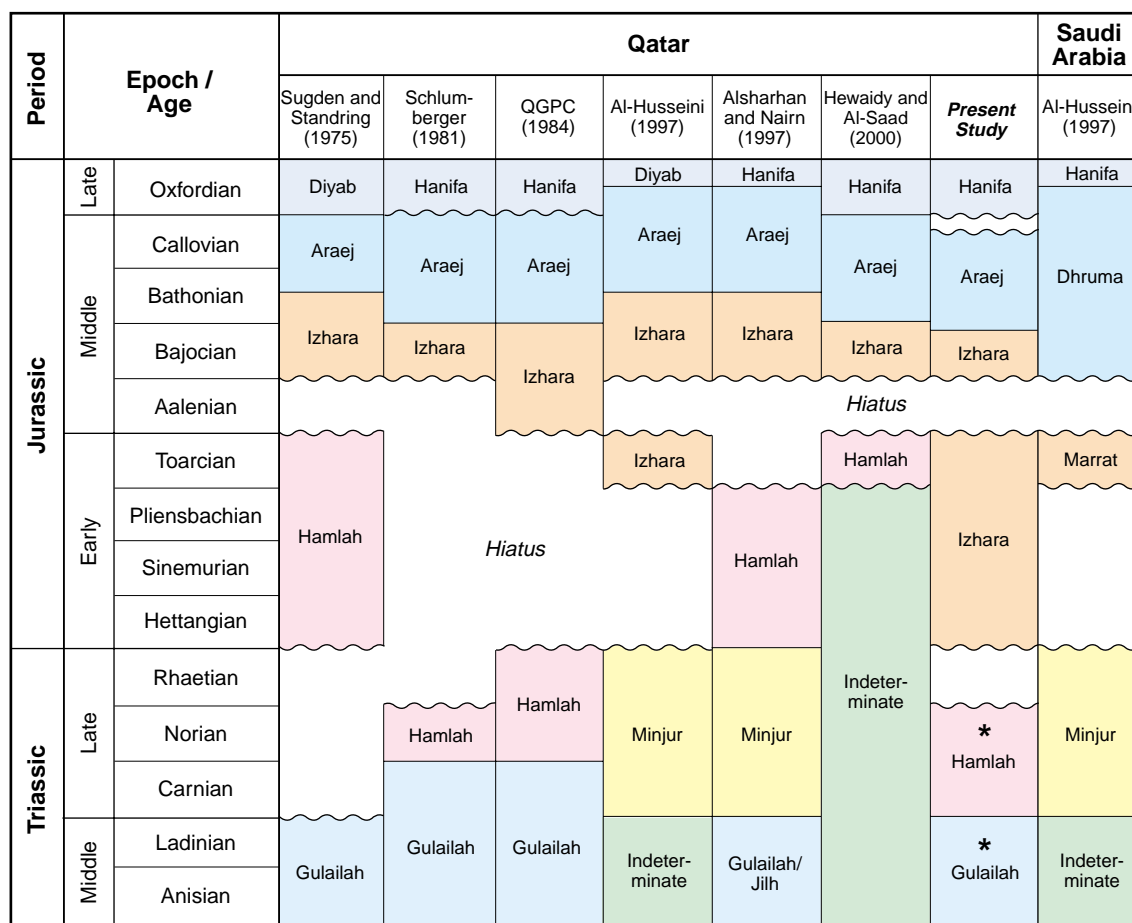 Period
Epoch /
Age
Qatar
Saudi
Arabia
Sugden and
Standring
(1975)
Schlum-
berger
(1981)
QGPC
(1984)
Al-Husseini
(1997)
Alsharhan
and Nairn
(1997)
Hewaidy and
Al-Saad
(2000)
Present
Study
Al-Hussein
(1997)
Jurassic
Late
Oxfordian
Diyab
Hanifa
Hanifa
Diyab
Hanifa
Hanifa
Hanifa
Hanifa
Middle
Callovian
Araej
Araej
Araej
Araej
Araej
Araej
Araej
Dhruma
Bathonian
Bajocian
Izhara
Izhara
Izhara
Izhara
Izhara
Izhara
Izhara
Aalenian
Hiatus
Early
Toarcian
Izhara
Hamlah
Marrat
Pliensbachian
Hamlah
Hiatus
Hamlah
Izhara
Sinemurian
Hettangian
Triassic
Late
Rhaetian
Hamlah
Indeter-
minate
Norian
Hamlah
Minjur
Minjur
*
Hamlah
Minjur
Carnian
Middle
Ladinian
Gulailah
Gulailah
Gulailah
Indeter-
minate
Gulailah/
Jilh
*
Gulailah
Indeter-
minate
Anisian